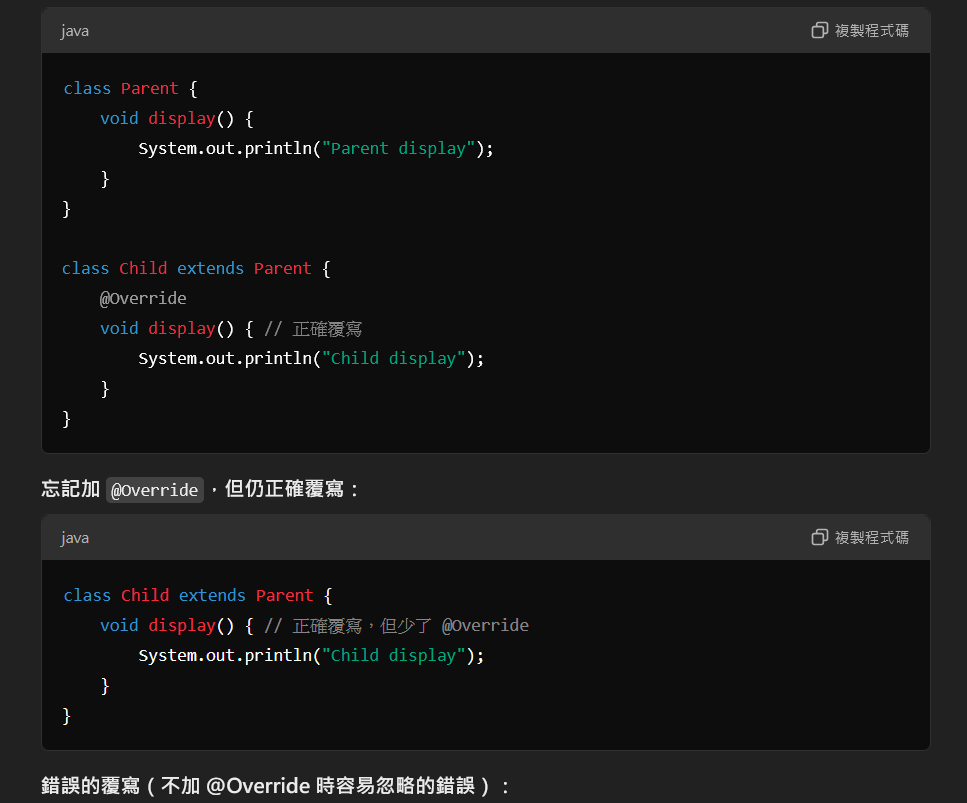 java 複製程式碼
class Parent {
    void display() {
        System.out.println("Parent display");
    }
}
class Child extends Parent {
    @Override
    void display() { // 正確覆寫
        System.out.println("Child display");
    }
}
忘記加 @Override，但仍正確覆寫：
java 複製程式碼
class Child extends Parent {
    void display() { // 正確覆寫，但少了 @Override
        System.out.println("Child display");
    }
}
錯誤的覆寫（不加 @Override 時容易忽略的錯誤）：